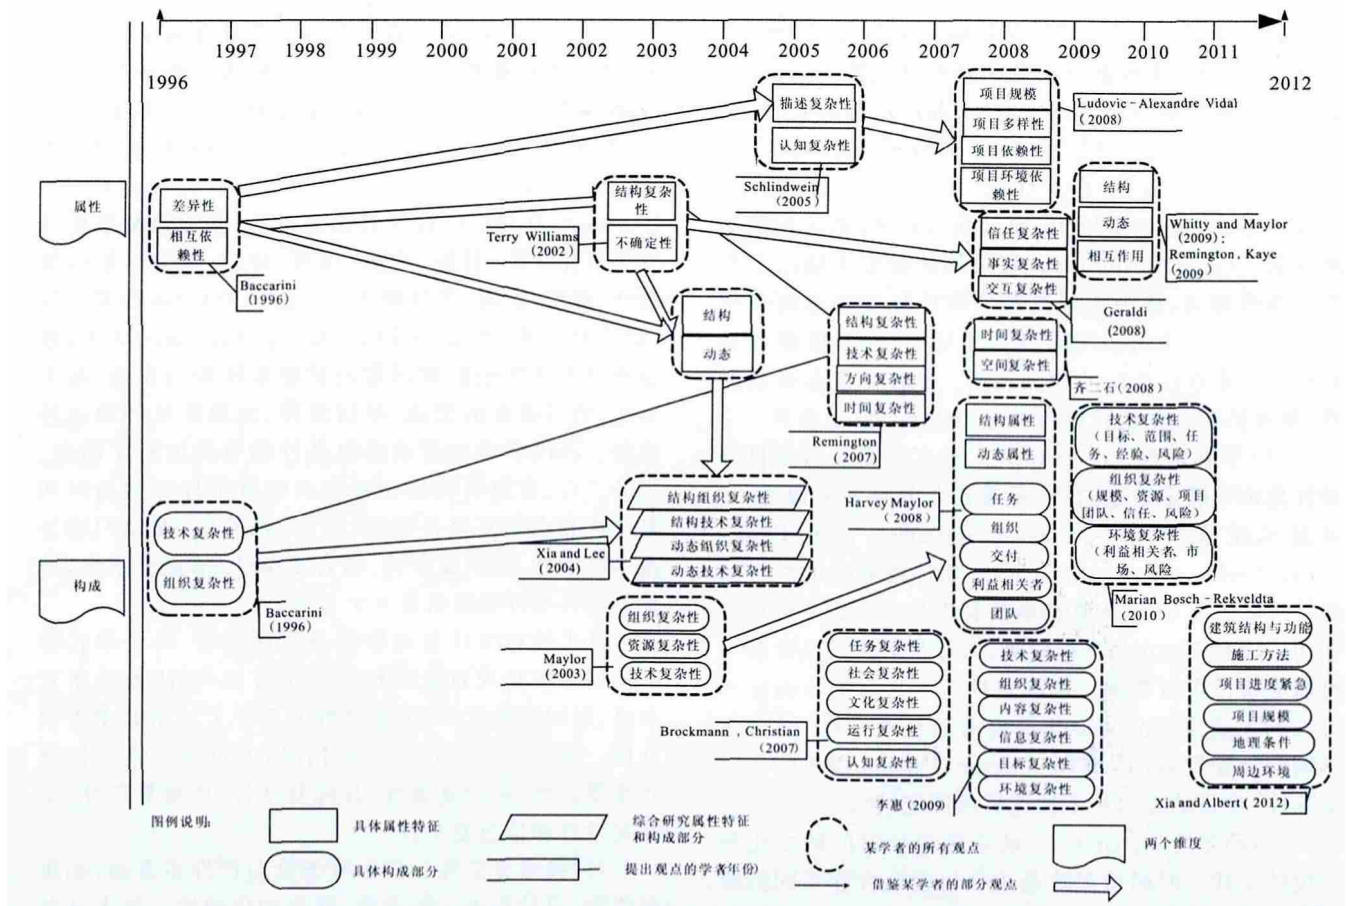 1997 1998 1999 2000 2001 2002 2003 2004 2005 2006 2007 2008 2009 2010 2011
1996
2012
属性
差异性
相互依
赖性
Baccarini
(1996)
描述复杂性
认知复杂性
Schlindwein
(2005)
结构复杂
性
不确定性
Terry Williams
(2002)
结构
动态
项目规模
项目多样性
项目依赖性
项目环境依
赖性
Ludovic-Alexandre Vidal
(2008)
信任复杂性
事实复杂性
交互复杂性
Geraldi
(2008)
结构
动态
相互作用
Whitty and Maylor
(2009);
Remington, Kaye
(2009)
结构复杂性
技术复杂性
方向复杂性
时间复杂性
Remington
(2007)
时间复杂性
空间复杂性
齐二石(2008)
构成
技术复杂性
组织复杂性
Baccarini
(1996)
结构组织复杂性
结构技术复杂性
动态组织复杂性
动态技术复杂性
Xia and Lee
(2004)
组织复杂性
资源复杂性
技术复杂性
Maylor
(2003)
结构属性
动态属性
任务
组织
交付
利益相关者
团队
Harvey Maylor
(2008)
技术复杂性
(目标、范围、任
务、经验、风险)
组织复杂性
(规模、资源、项目
团队、信任、风险)
环境复杂性
(利益相关者、市
场、风险
Marian Bosch-Rekveldta
(2010)
任务复杂性
社会复杂性
文化复杂性
运行复杂性
认知复杂性
Brockmann, Christian
(2007)
技术复杂性
组织复杂性
内容复杂性
信息复杂性
目标复杂性
环境复杂性
李惠(2009)
建筑结构与功能
施工方法
项目进度紧急
项目规模
地理条件
周边环境
Xia and Albert (2012)
图例说明:
具体属性特征
综合研究属性特征
和构成部分
某学者的所有观点
两个维度
具体构成部分
提出观点的学者年份)
借鉴某学者的部分观点